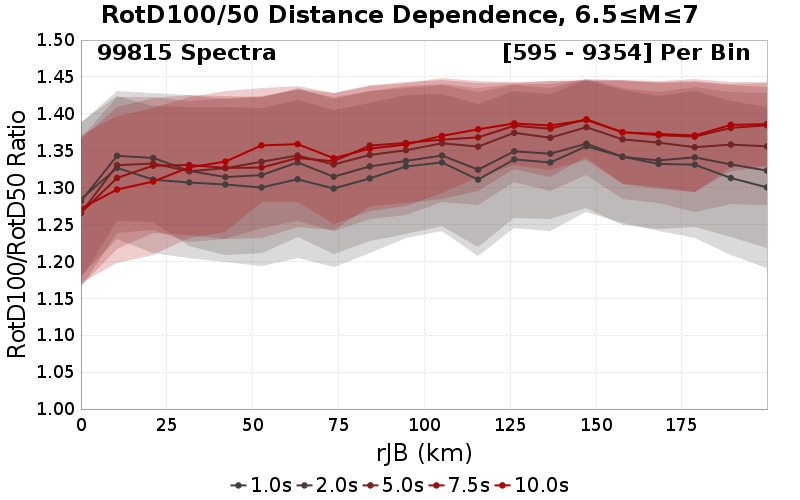 RotD100/50 Distance Dependence, 6.5≤M≤7
99815 Spectra
[595 - 9354] Per Bin
RotD100/RotD50 Ratio
1.50
1.45
1.40
1.35
1.30
1.25
1.20
1.15
1.10
1.05
1.00
0 25 50 75 100 125 150 175
rJB (km)
1.0s 2.0s 5.0s 7.5s 10.0s